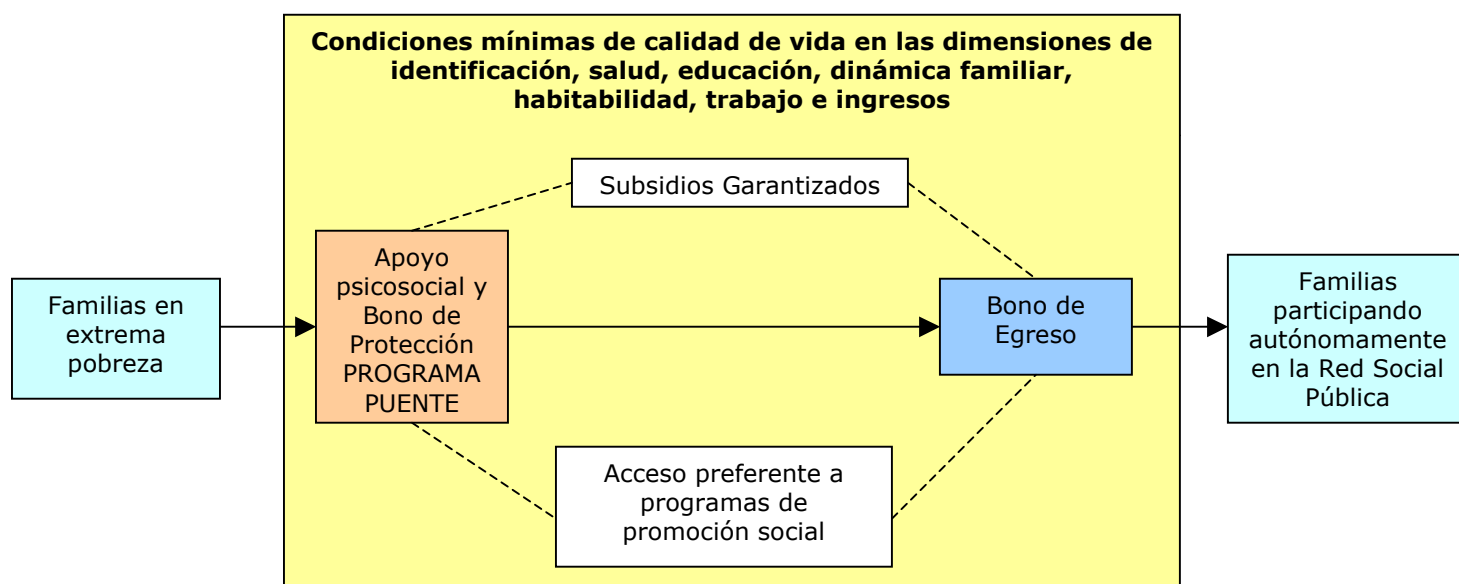 Condiciones mínimas de calidad de vida en las dimensiones de
identificación, salud, educación, dinámica familiar,
habitabilidad, trabajo e ingresos
Subsidios Garantizados
Familias en
extrema
pobreza
Apoyo
psicosocial y
Bono de
Protección
PROGRAMA
PUENTE
Bono de
Egreso
Familias
participando
autónomamente
en la Red Social
Pública
Acceso preferente a
programas de
promoción social